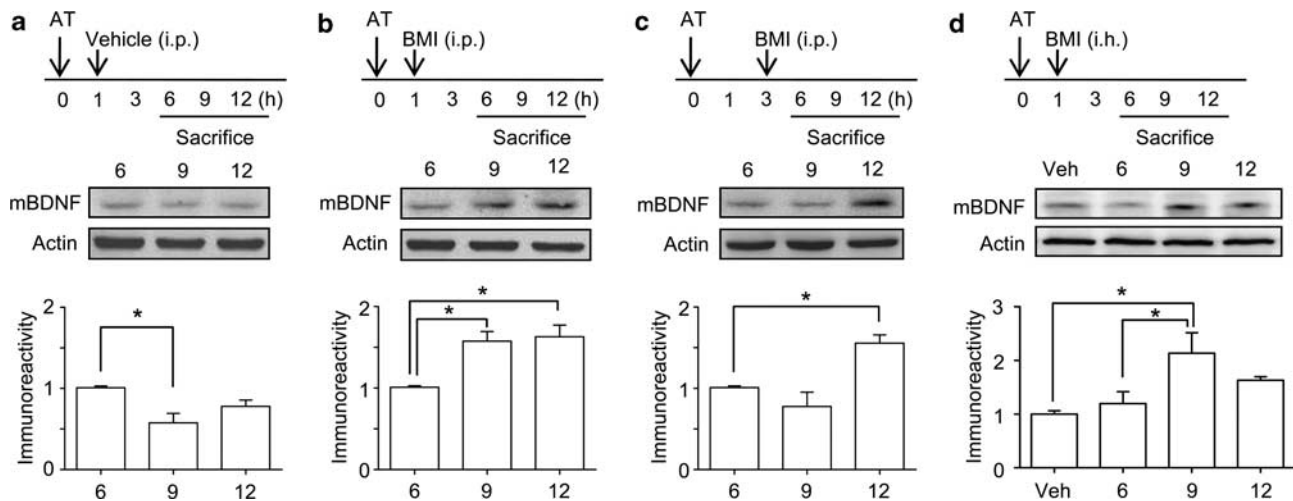 a
AT
Vehicle (i.p.)
0 1 3 6 9 12 (h)
Sacrifice
6 9 12
mBDNF
Actin
Immunoreactivity
2
*
1
0
6 9 12
b
AT
BMI (i.p.)
0 1 3 6 9 12 (h)
Sacrifice
6 9 12
mBDNF
Actin
Immunoreactivity
2
*
*
1
0
6 9 12
c
AT
BMI (i.p.)
0 1 3 6 9 12 (h)
Sacrifice
6 9 12
mBDNF
Actin
Immunoreactivity
2
*
1
0
6 9 12
d
AT
BMI (i.h.)
0 1 3 6 9 12
Sacrifice
Veh 6 9 12
mBDNF
Actin
Immunoreactivity
3
*
*
2
1
0
Veh 6 9 12